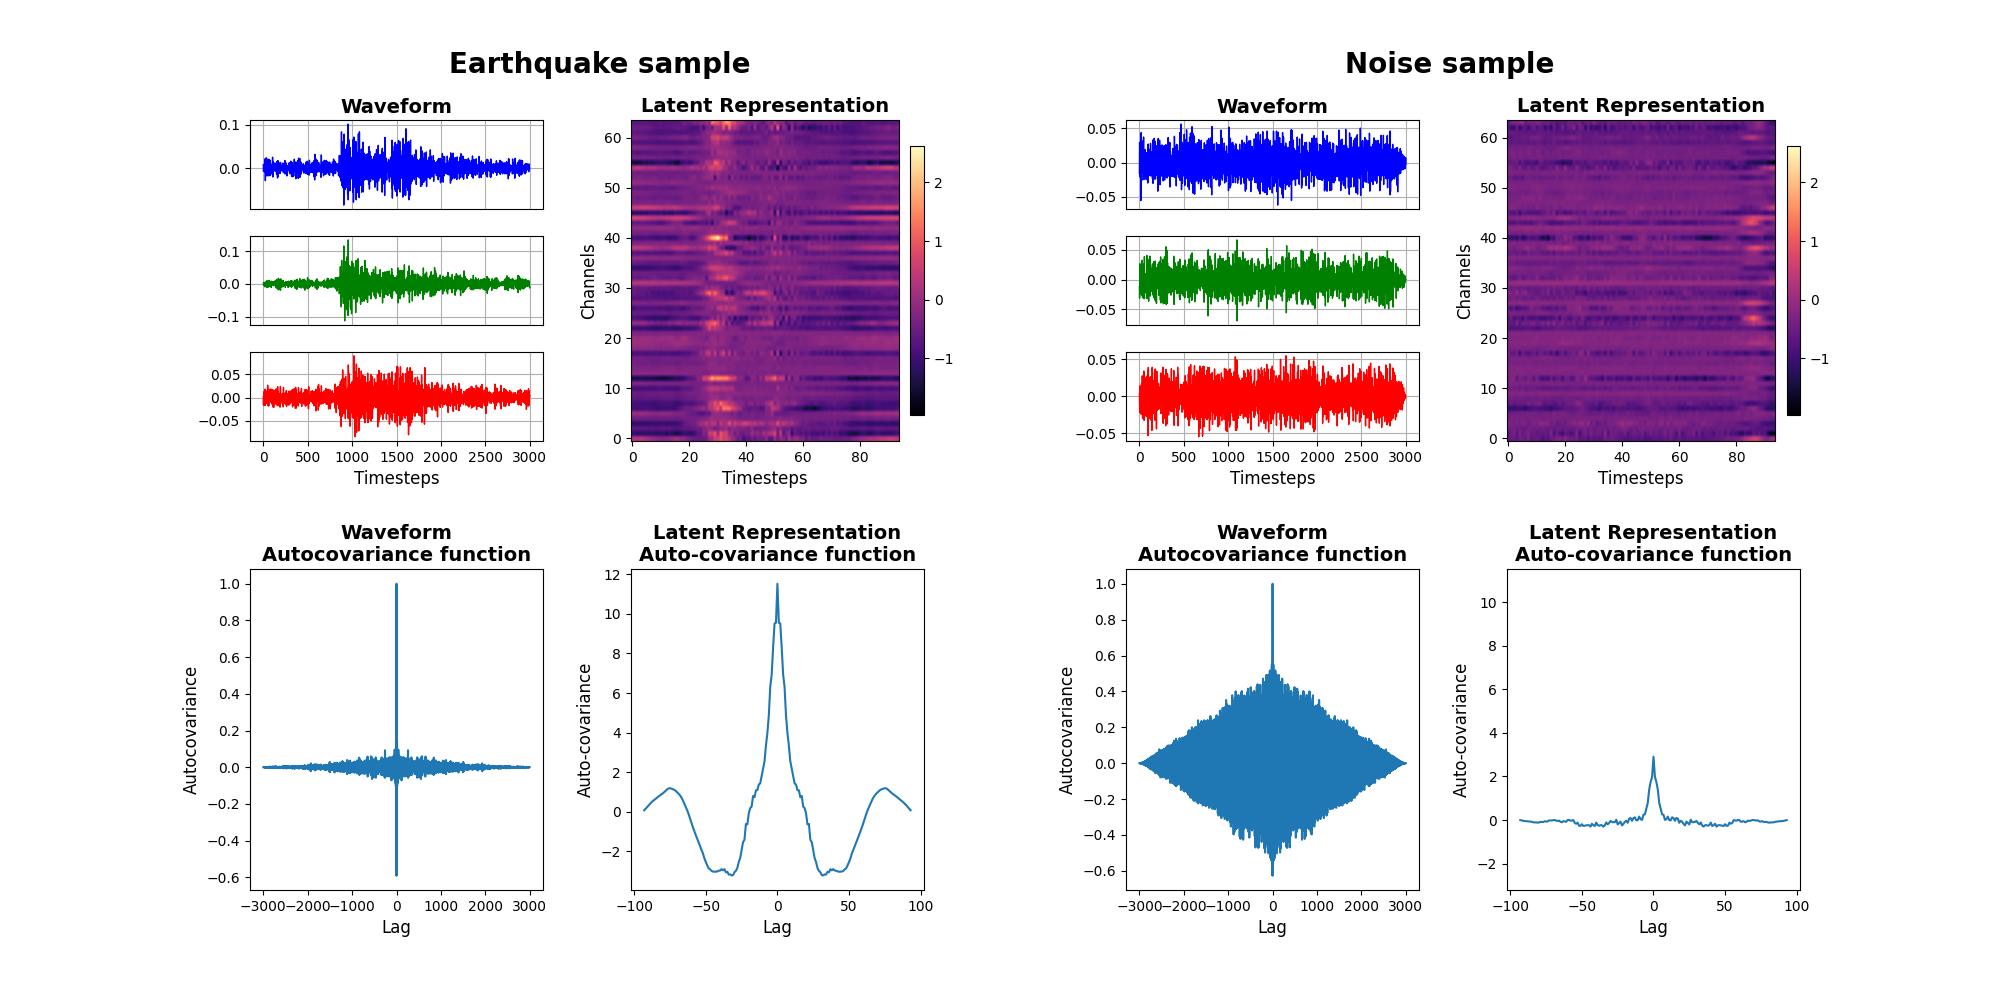 Earthquake sample
Noise sample
Waveform
Latent Representation
Waveform
Latent Representation
0.1
0.0
0.1
0.0
−0.1
0.05
0.00
−0.05
0 500 1000 1500 2000 2500 3000
Timesteps
60
50
40
30
20
10
0
Channels
0 20 40 60 80
Timesteps
2
1
0
−1
0.05
0.00
−0.05
0.05
0.00
−0.05
0.05
0.00
−0.05
0 500 1000 1500 2000 2500 3000
Timesteps
60
50
40
30
20
10
0
Channels
0 20 40 60 80
Timesteps
2
1
0
−1
Waveform
Autocovariance function
1.0
0.8
0.6
0.4
0.2
0.0
−0.2
−0.4
−0.6
Autocovariance
−3000 −2000 −1000 0 1000 2000 3000
Lag
Latent Representation
Auto-covariance function
12
10
8
6
4
2
0
−2
Auto-covariance
−100 −50 0 50 100
Lag
Waveform
Autocovariance function
1.0
0.8
0.6
0.4
0.2
0.0
−0.2
−0.4
−0.6
Autocovariance
−3000 −2000 −1000 0 1000 2000 3000
Lag
Latent Representation
Auto-covariance function
10
8
6
4
2
0
−2
Auto-covariance
−100 −50 0 50 100
Lag